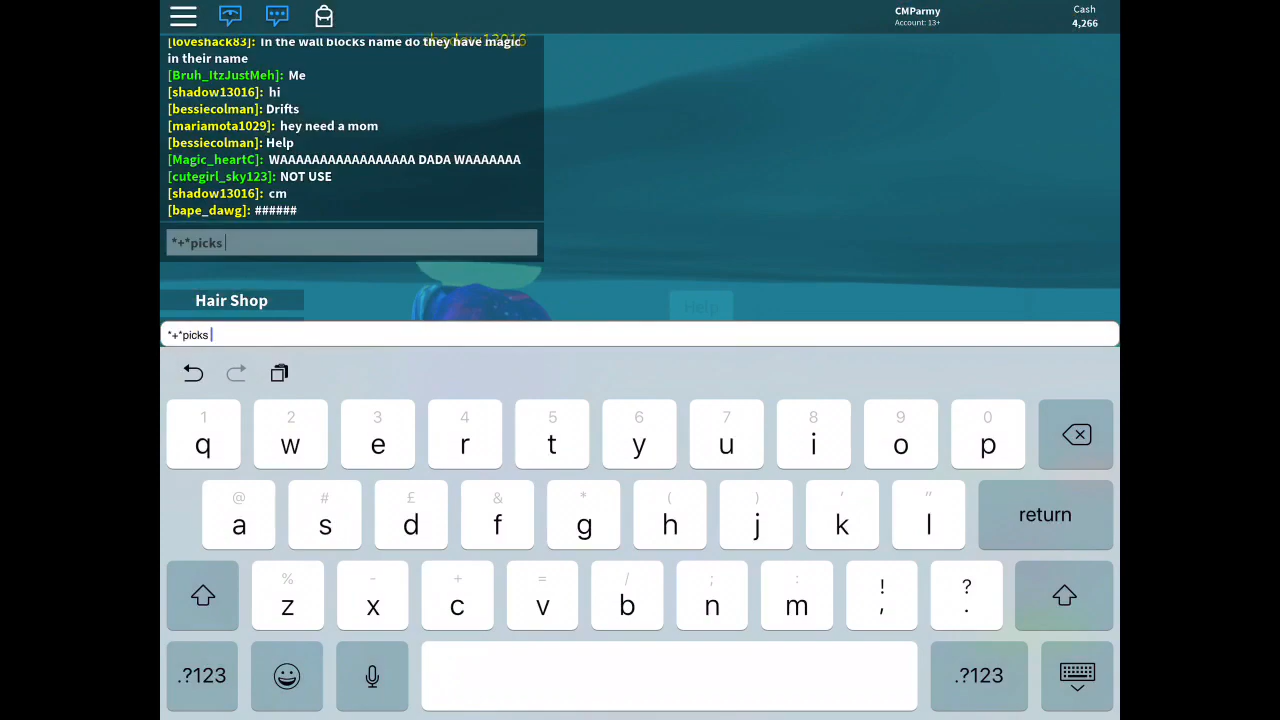 CMParmy
Account: 13+
Cash
4,266
shadow13016
[loveshack83]: In the wall blocks name do they have magic
in their name
[Bruh_ItzJustMeh]: Me
[shadow13016]: hi
[bessiecolman]: Drifts
[mariamota1029]: hey need a mom
[bessiecolman]: Help
[Magic_heartC]: WAAAAAAAAAAAAAAAAA DADA WAAAAAAA
[cutegirl_sky123]: NOT USE
[shadow13016]: cm
[bape_dawg]: ######
*+*picks
Hair Shop
Help
*+*picks
1 2 3 4 5 6 7 8 9 0
q w e r t y u i o p
@ # £ & * ( ) ' "
a s d f g h j k l return
% - + = / ; : ! ?
z x c v b n m , .
.?123 .?123